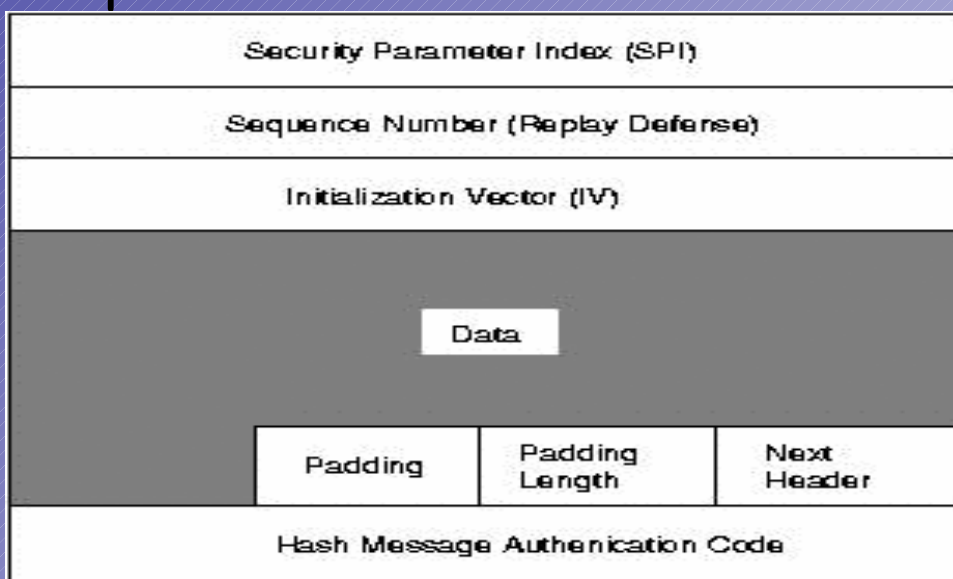 Security Parameter Index (SPI)
Sequence Number (Replay Defense)
Initialization Vector (IV)
Data
Padding
Padding
Length
Next
Header
Hash Message Authenication Code